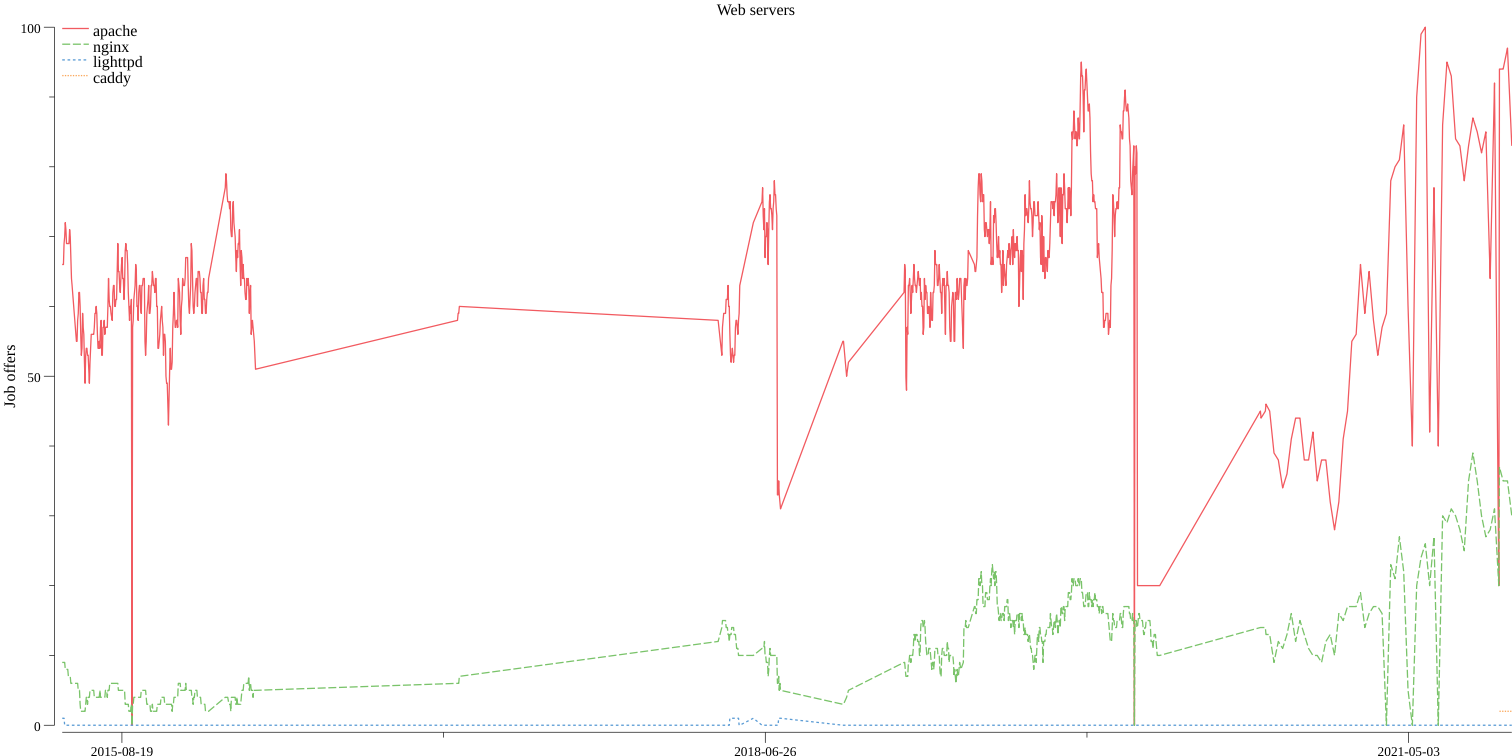 Web servers
100
apache
nginx
lighttpd
caddy
Job offers
50
0
2015-08-19
2018-06-26
2021-05-03